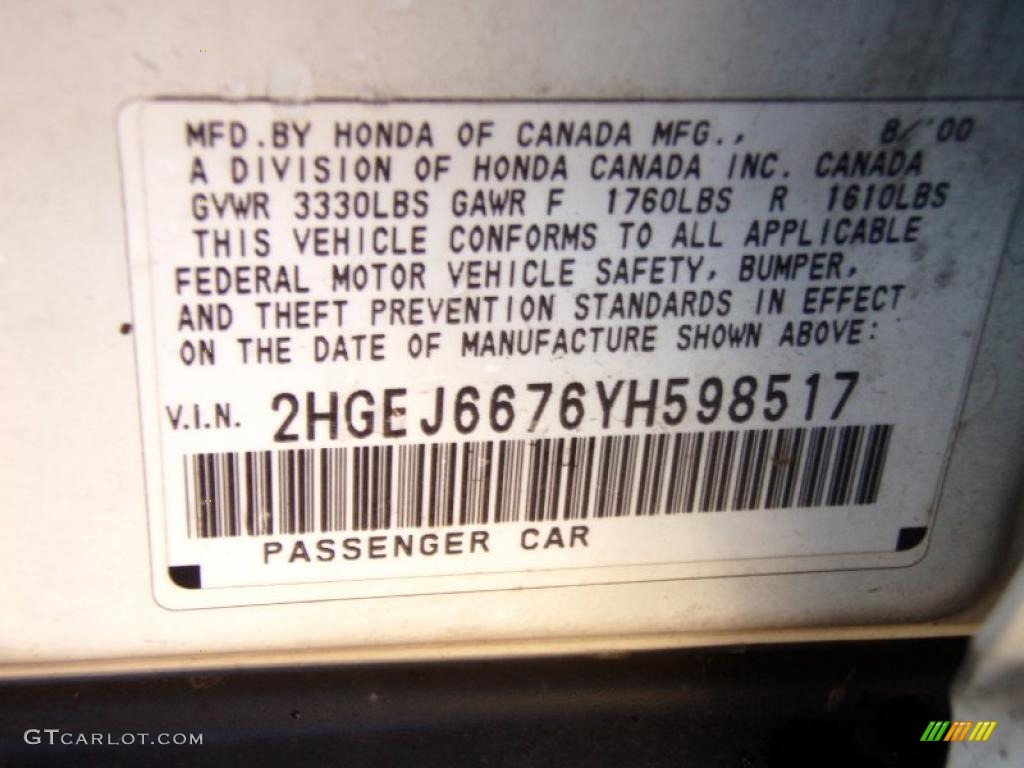 MFD.BY HONDA OF CANADA MFG., 8/'00
A DIVISION OF HONDA CANADA INC. CANADA
GVWR 3330LBS GAWR F 1760LBS R 1610LBS
THIS VEHICLE CONFORMS TO ALL APPLICABLE
FEDERAL MOTOR VEHICLE SAFETY, BUMPER,
AND THEFT PREVENTION STANDARDS IN EFFECT
ON THE DATE OF MANUFACTURE SHOWN ABOVE:
V.I.N. 2HGEJ6676YH598517
PASSENGER CAR
GTCARLOT.COM